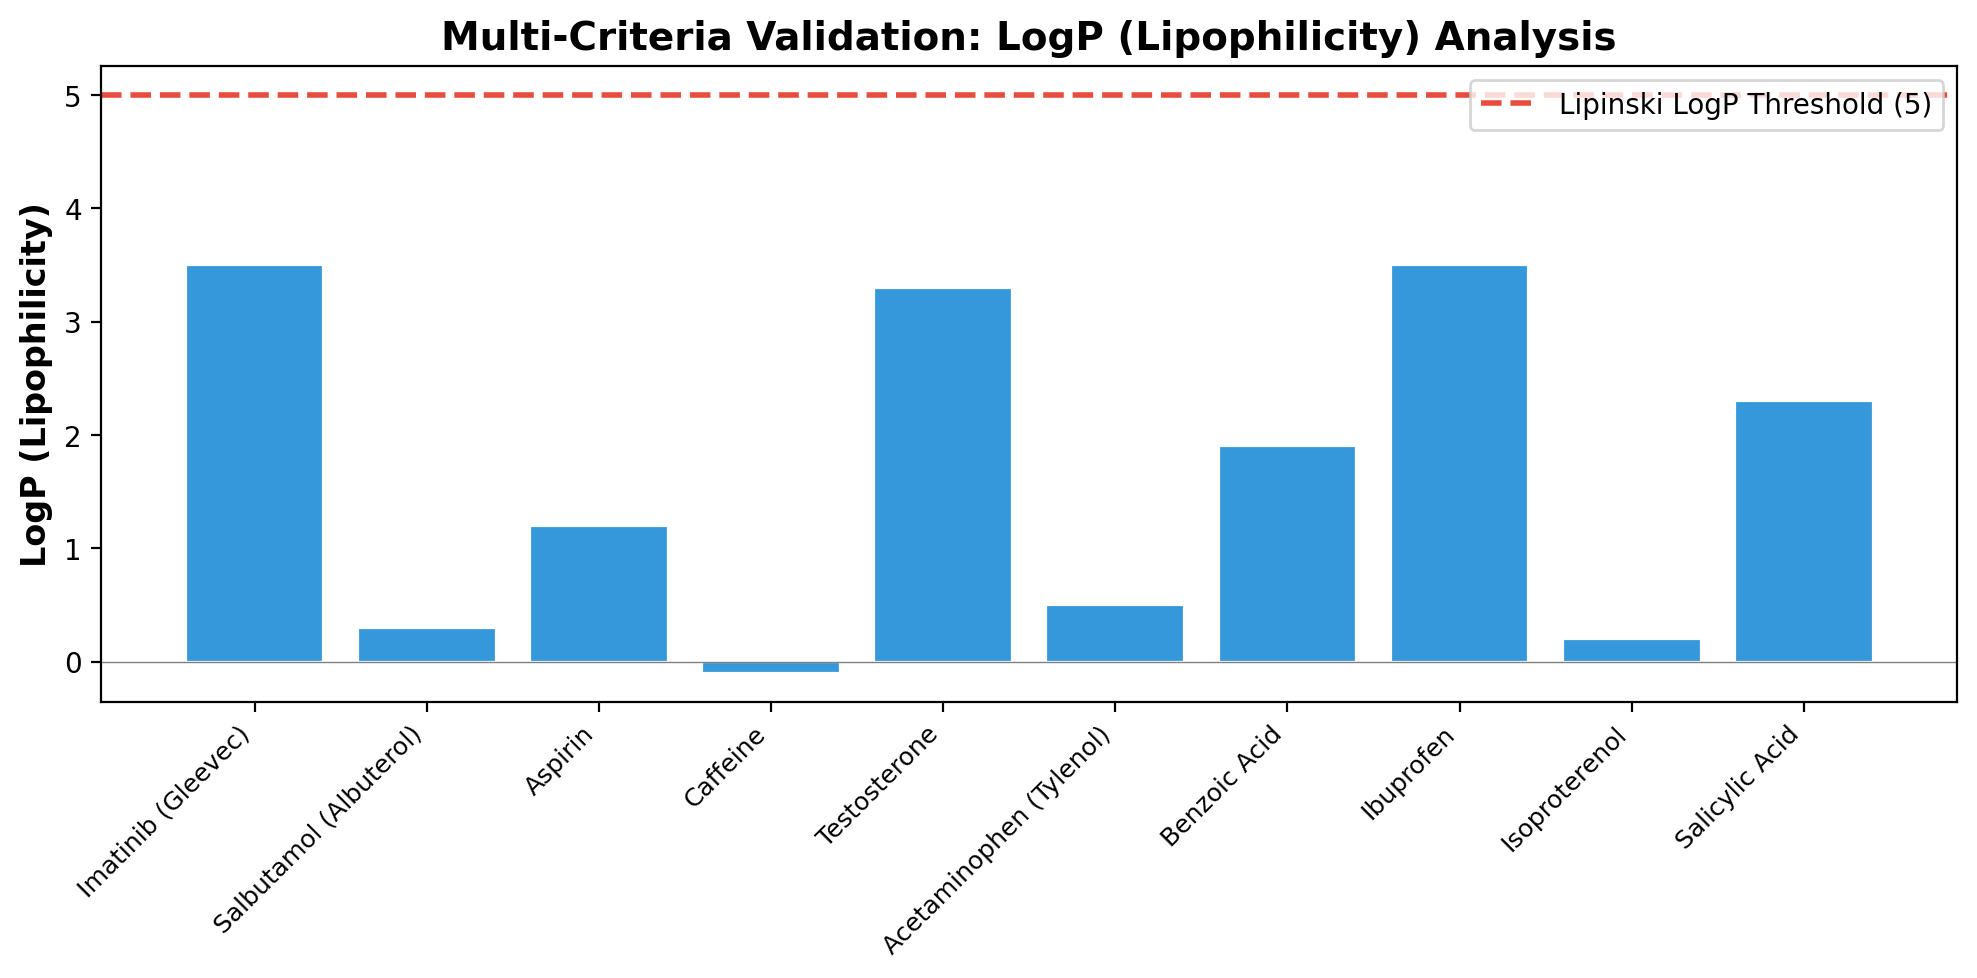 Multi-Criteria Validation: LogP (Lipophilicity) Analysis
Lipinski LogP Threshold (5)
LogP (Lipophilicity)
5
4
3
2
1
0
Imatinib (Gleevec)
Salbutamol (Albuterol)
Aspirin
Caffeine
Testosterone
Acetaminophen (Tylenol)
Benzoic Acid
Ibuprofen
Isoproterenol
Salicylic Acid